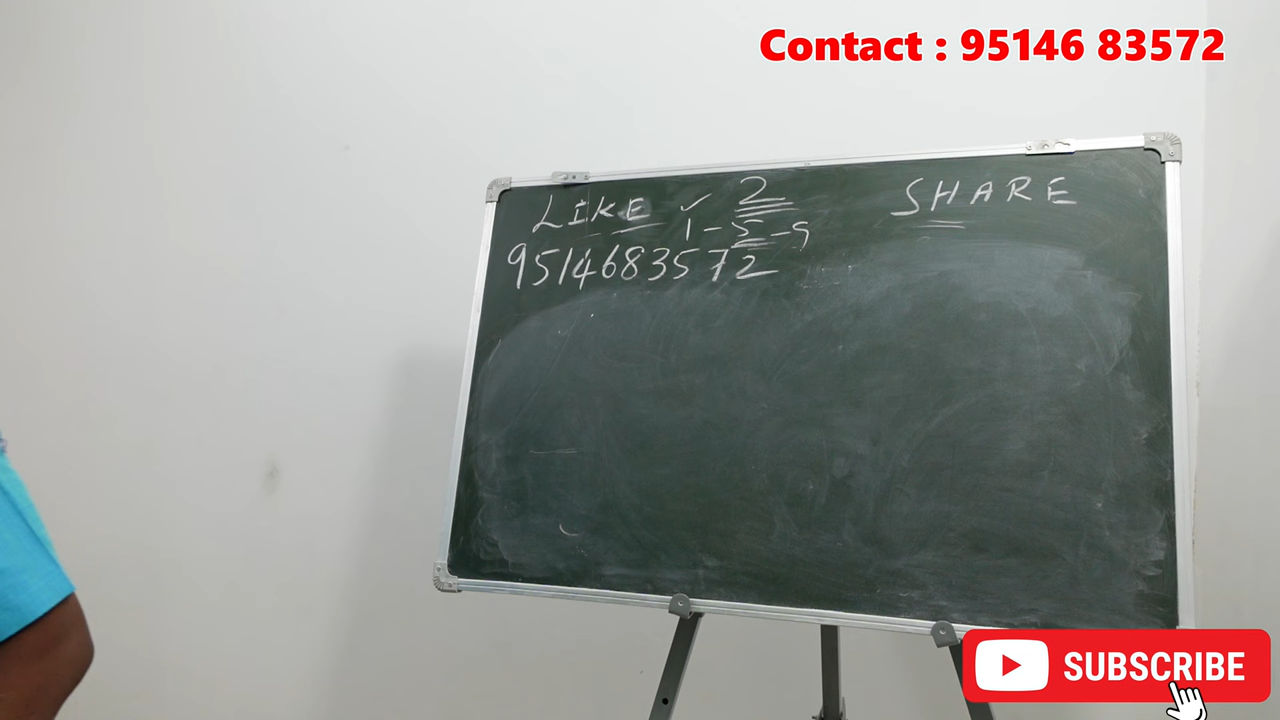 Contact : 95146 83572
LIKE ✓ 2 SHARE
1-5-9
9514683572
SUBSCRIBE